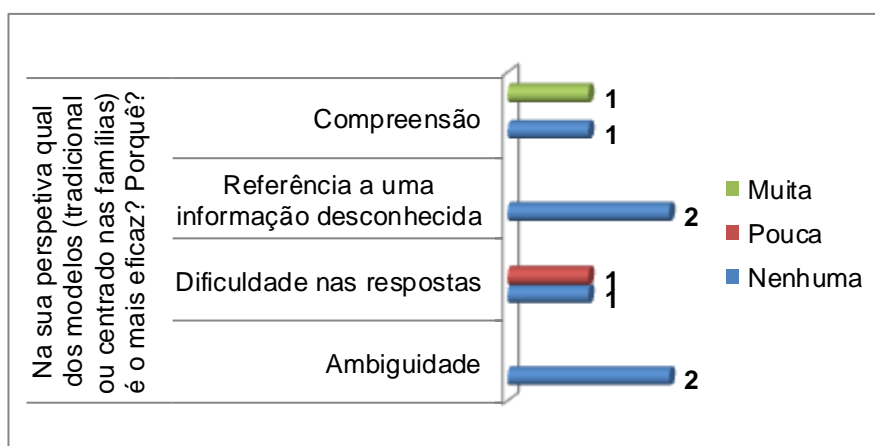 Na sua perspetiva qual
dos modelos (tradicional
ou centrado nas famílias)
é o mais eficaz? Porquê?
Compreensão
1
1
Referência a uma
informação desconhecida
2
Dificuldade nas respostas
1
1
Ambiguidade
2
Muita
Pouca
Nenhuma